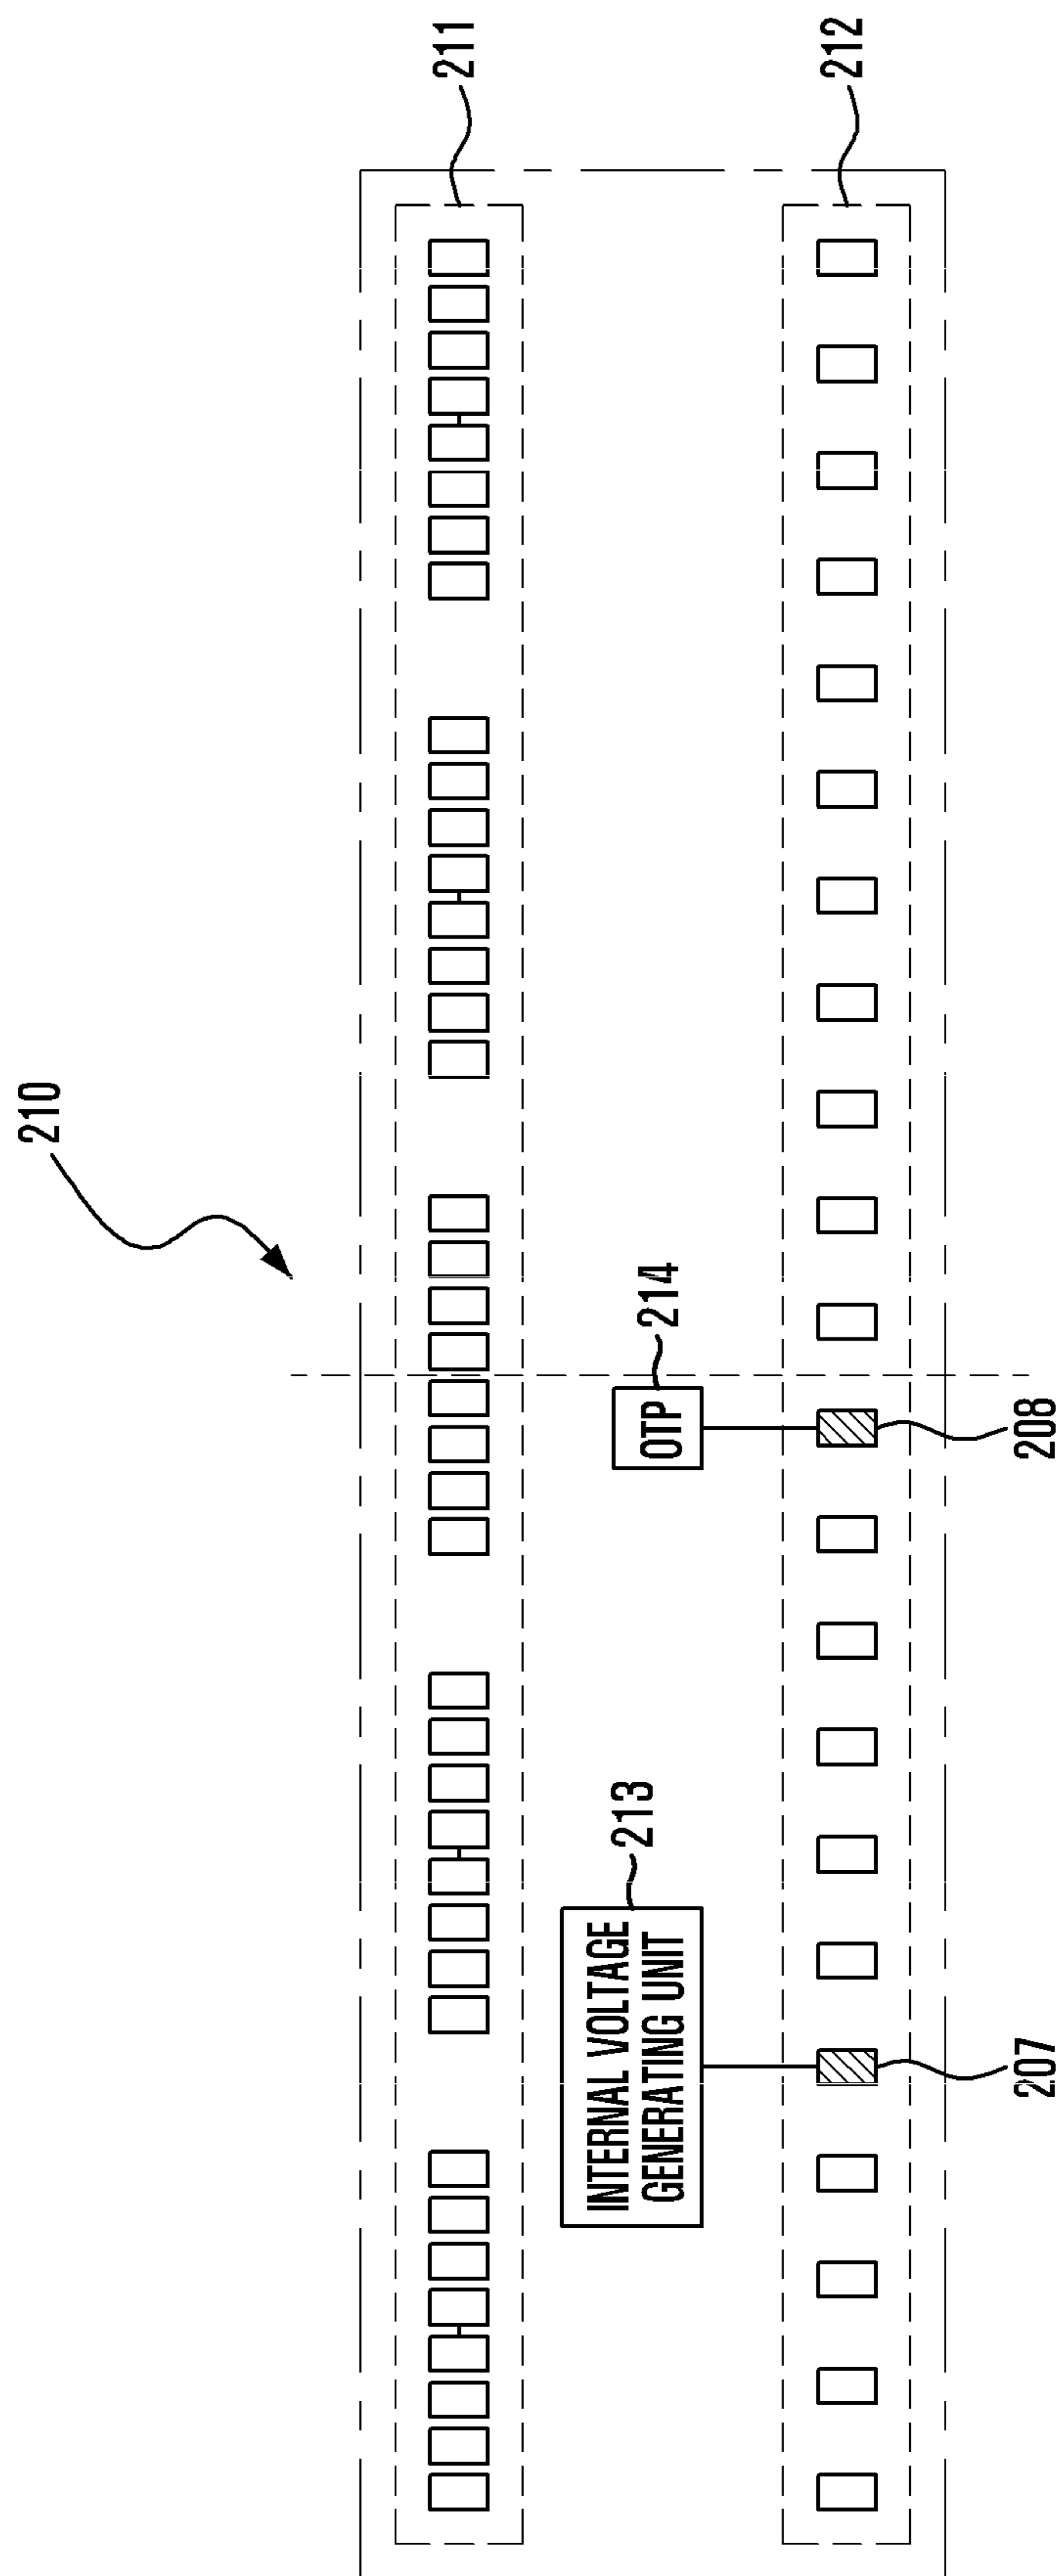 210
211
INTERNAL VOLTAGE
GENERATING UNIT
213
OTP
214
212
207
208